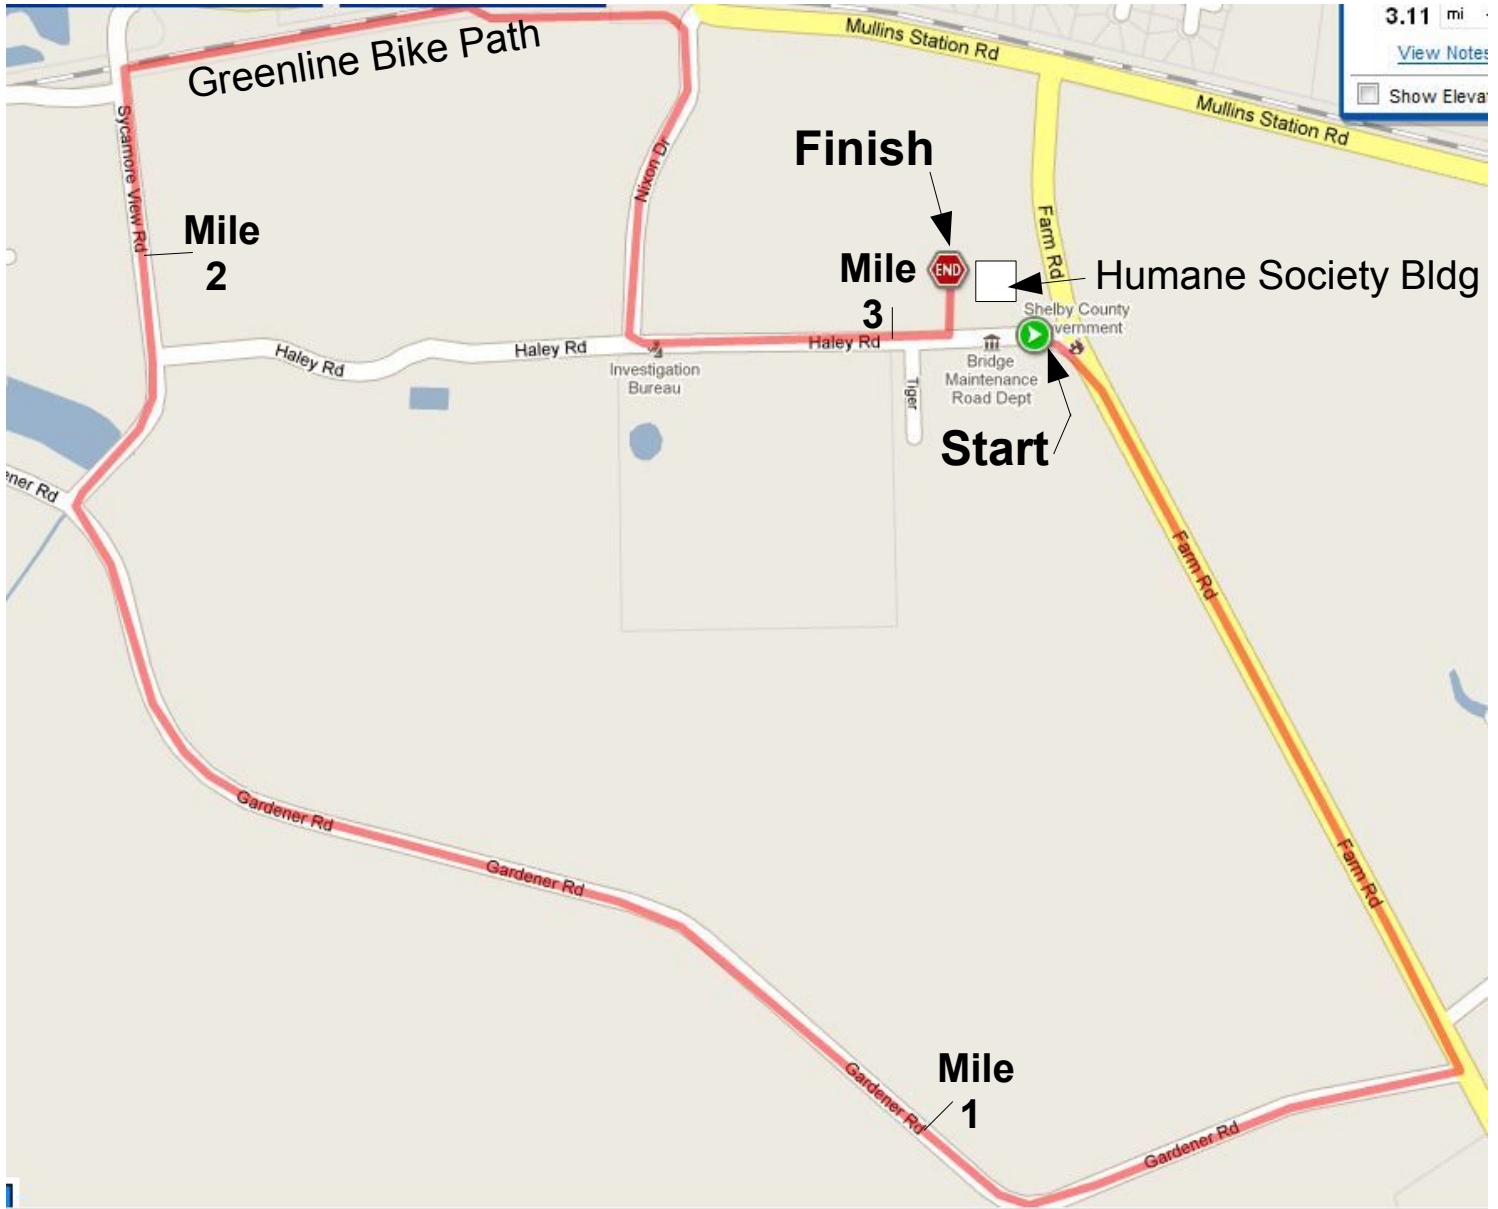 3.11 mi
View Notes
Show Eleva
Mullins Station Rd
Mullins Station Rd
Greenline Bike Path
Sycamore View Rd
Nixon Dr
Finish
Farm Rd
Mile
2
Mile
3
END
Humane Society Bldg
Shelby County
vernment
Haley Rd
Haley Rd
Haley Rd
Investigation
Bureau
Bridge
Maintenance
Road Dept
Tiger
Start
ener Rd
Farm Rd
Gardener Rd
Gardener Rd
Farm Rd
Mile
1
Gardener Rd
Gardener Rd